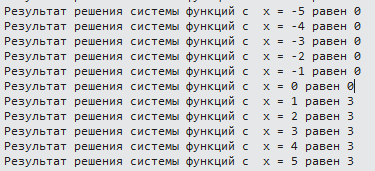 Результат решения системы функций с  x = -5 равен 0
Результат решения системы функций с  x = -4 равен 0
Результат решения системы функций с  x = -3 равен 0
Результат решения системы функций с  x = -2 равен 0
Результат решения системы функций с  x = -1 равен 0
Результат решения системы функций с  x = 0 равен 0
Результат решения системы функций с  x = 1 равен 3
Результат решения системы функций с  x = 2 равен 3
Результат решения системы функций с  x = 3 равен 3
Результат решения системы функций с  x = 4 равен 3
Результат решения системы функций с  x = 5 равен 3